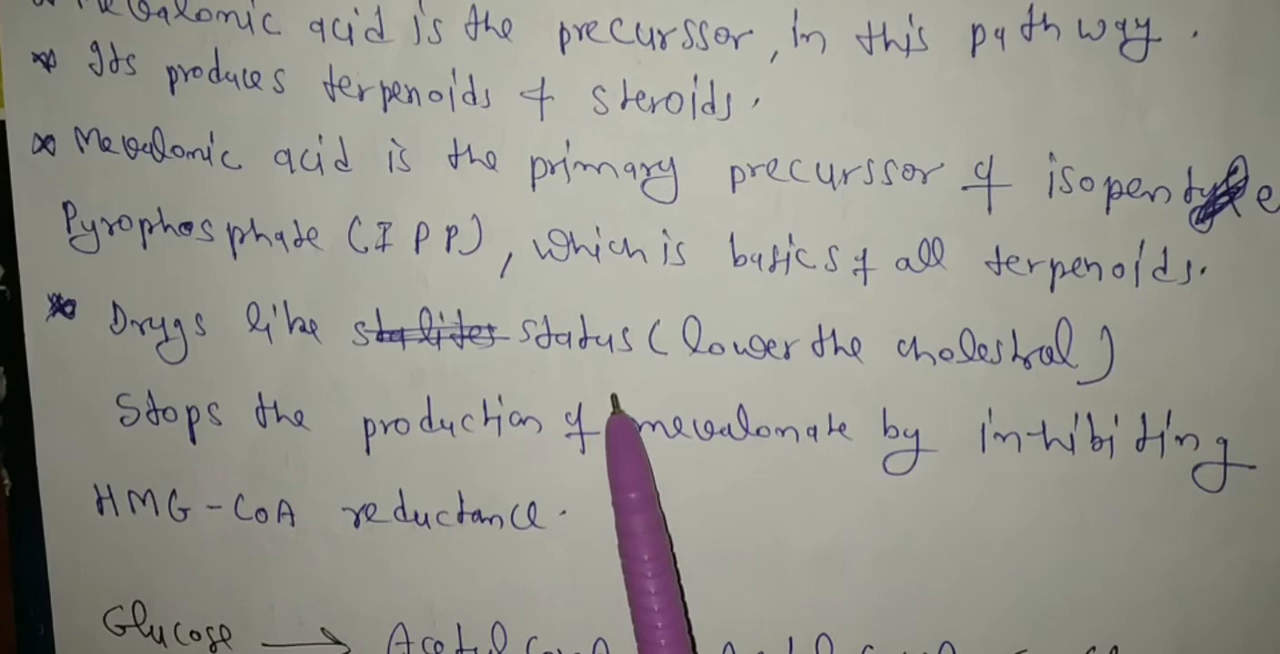 Mevalonic acid is the precurssor, in this pathway.
* Its produces terpenoids & steroids.
* Mevalonic acid is the primary precurssor of isopentyle
Pyrophosphate (IPP), which is basics of all terpenoids.
* Drugs like status (lower the cholestral)
Stops the production of mevalonate by inhibiting
HMG-CoA reductance.
Glucose →